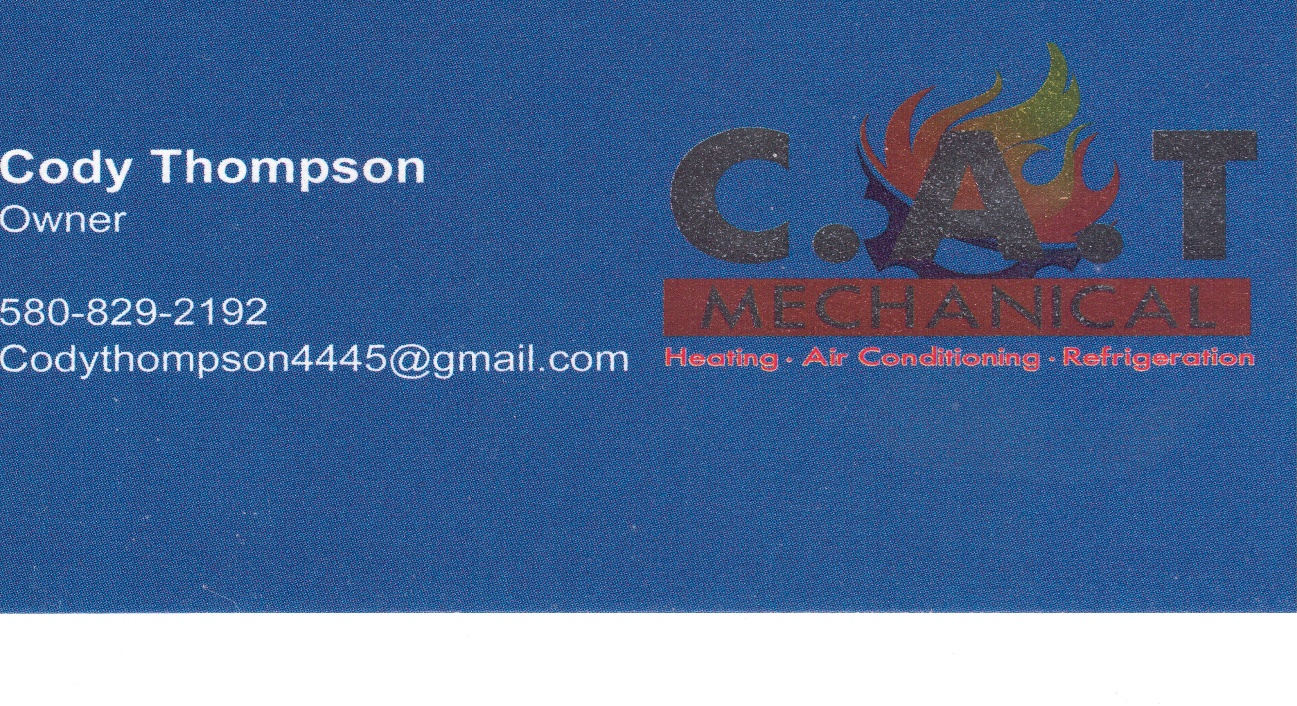 Cody Thompson
Owner
580-829-2192
Codythompson4445@gmail.com
C.A.T
MECHANICAL
Heating · Air Conditioning · Refrigeration